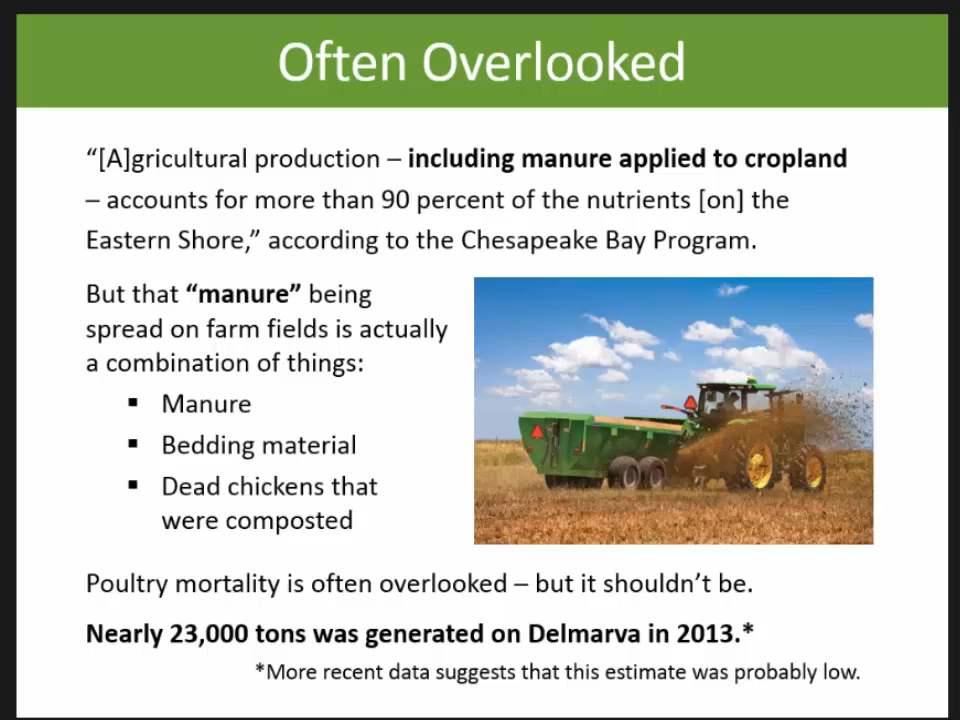 Often Overlooked
“[A]gricultural production – including manure applied to cropland
– accounts for more than 90 percent of the nutrients [on] the
Eastern Shore,” according to the Chesapeake Bay Program.
But that “manure” being
spread on farm fields is actually
a combination of things:
▪ Manure
▪ Bedding material
▪ Dead chickens that
were composted
Poultry mortality is often overlooked – but it shouldn’t be.
Nearly 23,000 tons was generated on Delmarva in 2013.*
*More recent data suggests that this estimate was probably low.